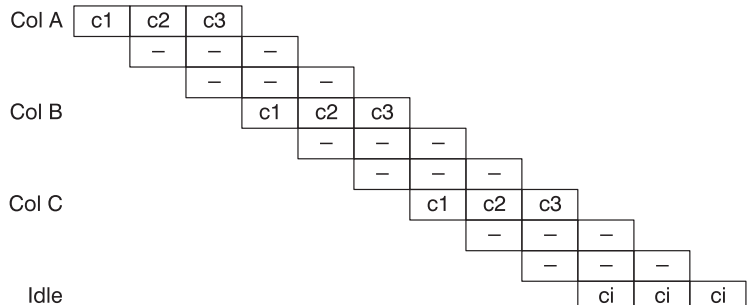 Col A c1 c2 c3
– – –
– – –
Col B c1 c2 c3
– – –
– – –
Col C c1 c2 c3
– – –
– – –
Idle ci ci ci